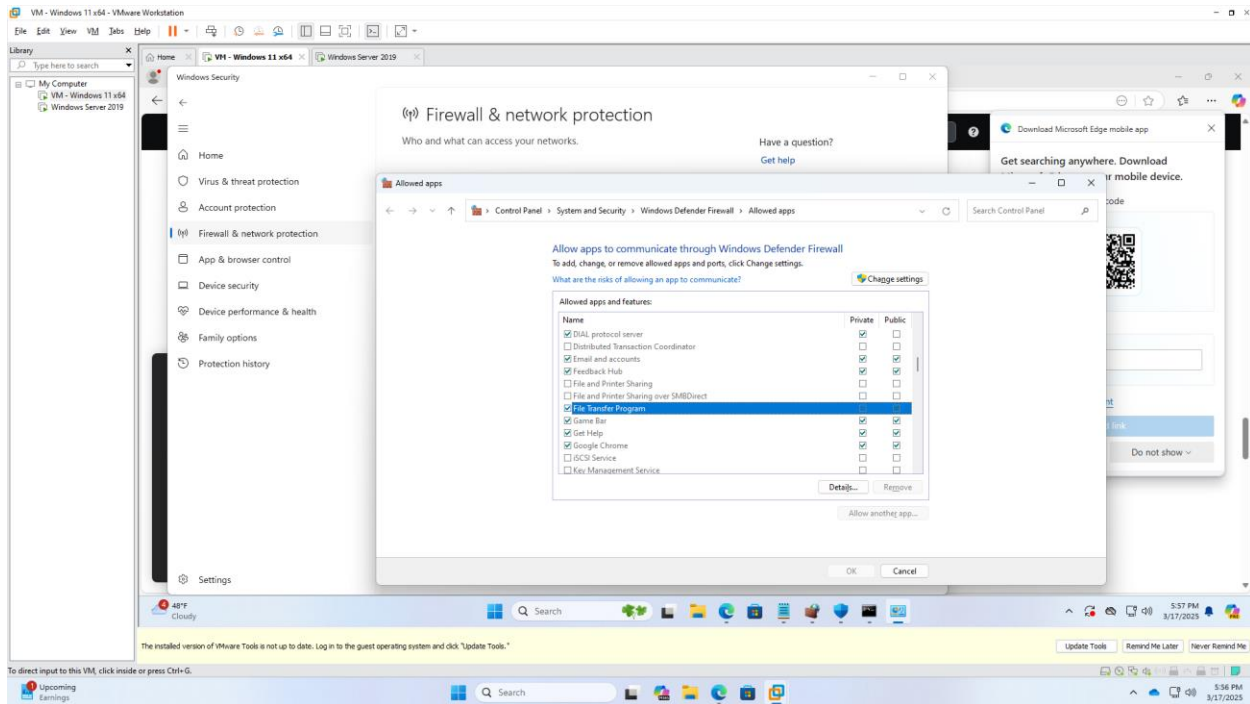 VM - Windows 11 x64 - VMware Workstation
File Edit View VM Tabs Help
Library
Type here to search
My Computer
VM - Windows 11 x64
Windows Server 2019
Home
VM - Windows 11 x64
Windows Server 2019
Windows Security
Home
Virus & threat protection
Account protection
Firewall & network protection
App & browser control
Device security
Device performance & health
Family options
Protection history
Settings
Firewall & network protection
Who and what can access your networks.
Have a question?
Get help
Download Microsoft Edge mobile app
Get searching anywhere. Download
r mobile device.
code
nt
link
Do not show
Allowed apps
Control Panel > System and Security > Windows Defender Firewall > Allowed apps
Search Control Panel
Allow apps to communicate through Windows Defender Firewall
To add, change, or remove allowed apps and ports, click Change settings.
What are the risks of allowing an app to communicate?
Change settings
Allowed apps and features:
Name Private Public
DIAL protocol server
Distributed Transaction Coordinator
Email and accounts
Feedback Hub
File and Printer Sharing
File and Printer Sharing over SMBDirect
File Transfer Program
Game Bar
Get Help
Google Chrome
iSCSI Service
Key Management Service
Details... Remove
Allow another app...
OK Cancel
4
48°F
Cloudy
Search
5:57 PM
3/17/2025
The installed version of VMware Tools is not up to date. Log in to the guest operating system and click "Update Tools."
Update Tools Remind Me Later Never Remind Me
To direct input to this VM, click inside or press Ctrl+G.
1
Upcoming
Earnings
Search
5:56 PM
3/17/2025